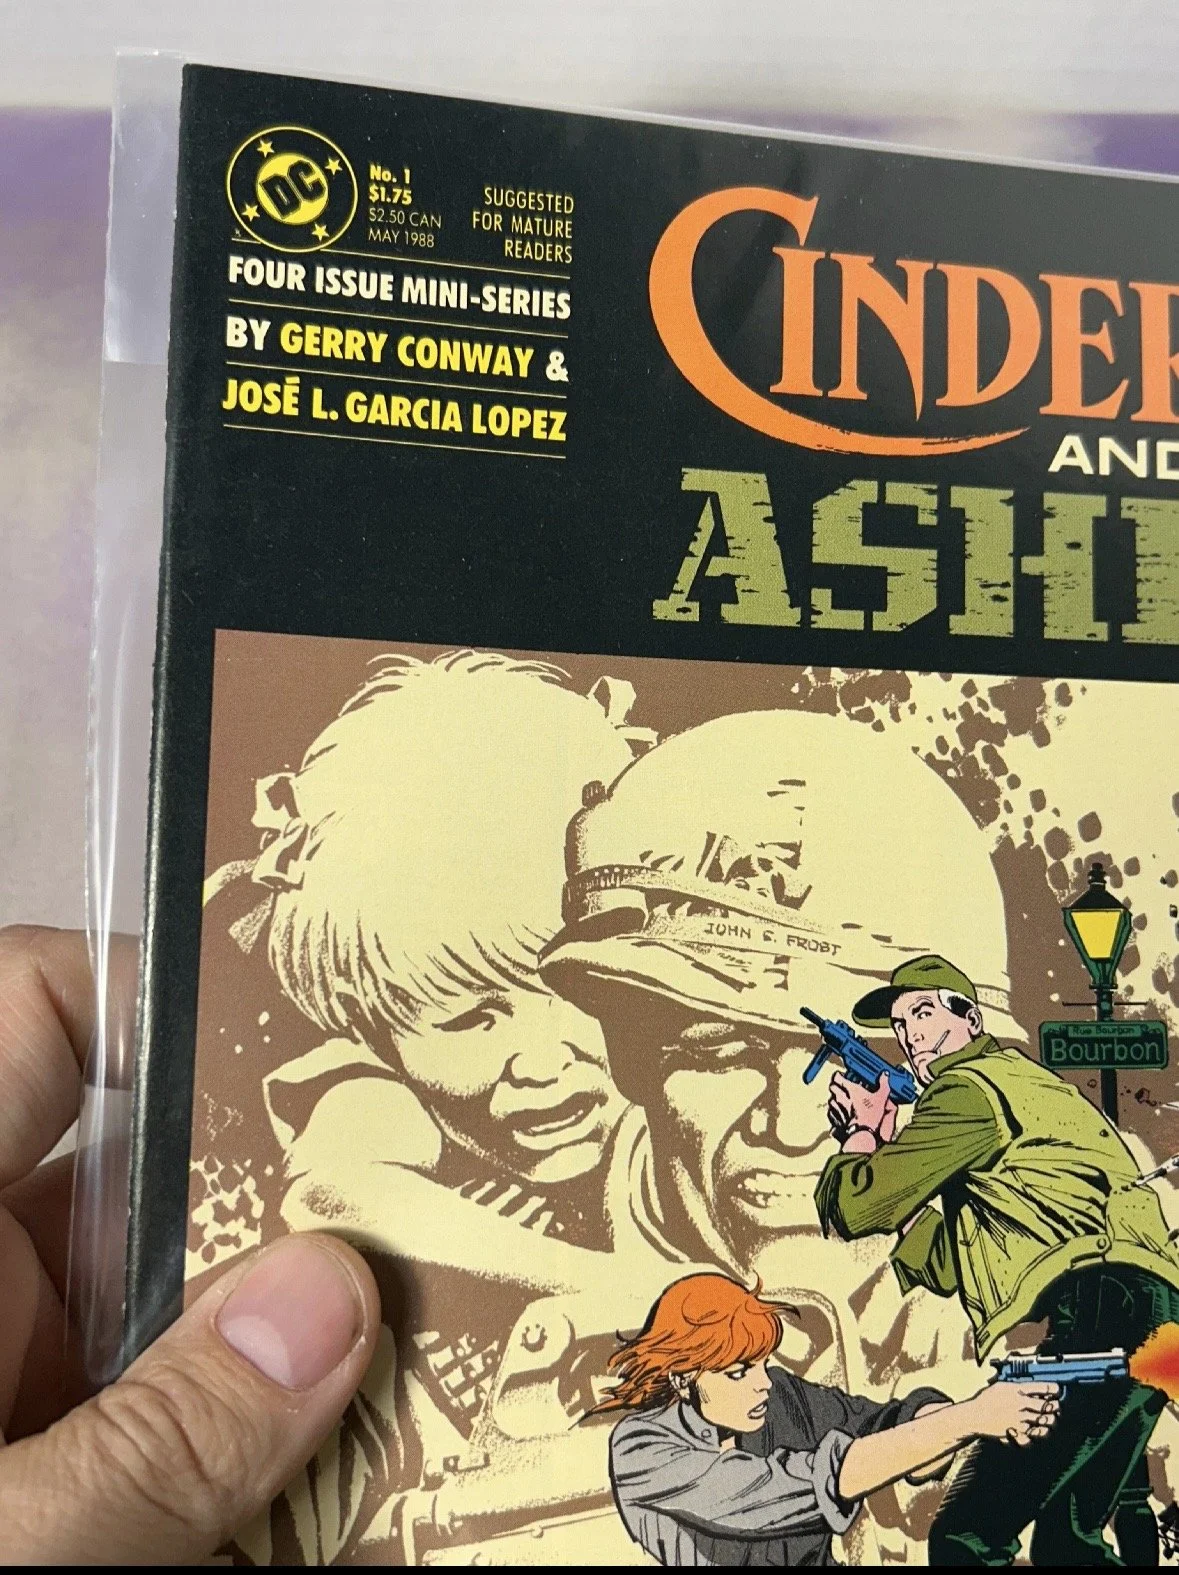 DC
No. 1
$1.75
$2.50 CAN
MAY 1988
SUGGESTED
FOR MATURE
READERS
FOUR ISSUE MINI-SERIES
BY GERRY CONWAY &
JOSÉ L. GARCIA LOPEZ
CINDER
AND
ASH
JOHN S. FROST
Rue Bourbon
Bourbon